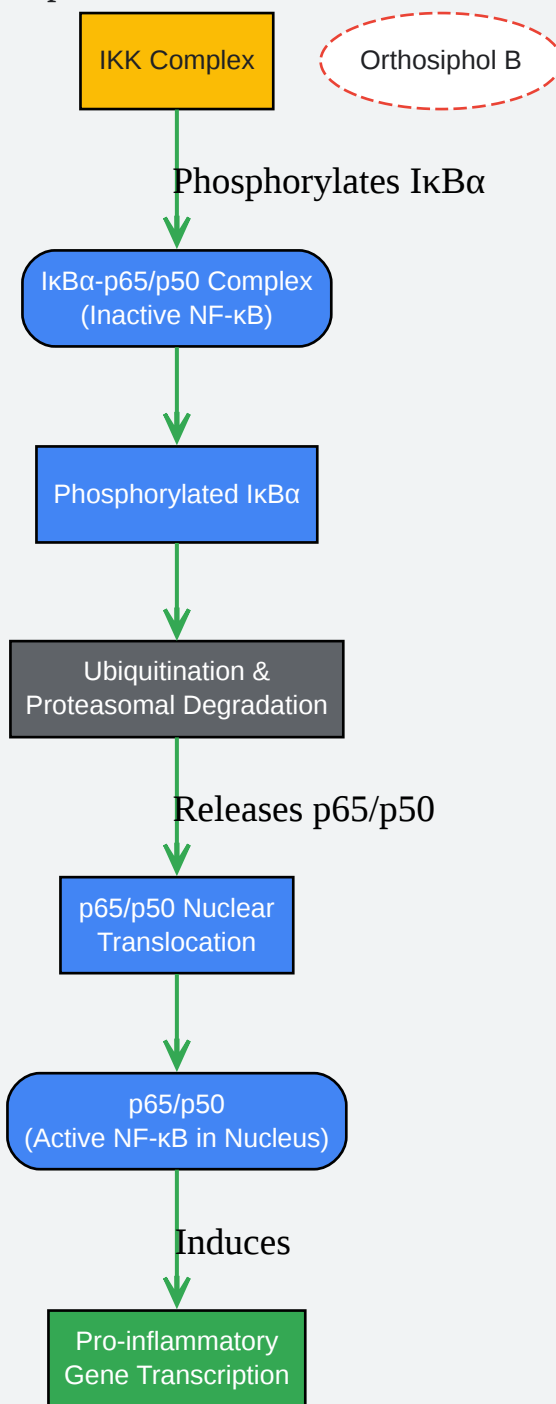 IKK Complex
Orthosiphol B
Phosphorylates IκBα
IκBα-p65/p50 Complex
(Inactive NF-κB)
Phosphorylated IκBα
Ubiquitination &
Proteasomal Degradation
Releases p65/p50
p65/p50 Nuclear
Translocation
p65/p50
(Active NF-κB in Nucleus)
Induces
Pro-inflammatory
Gene Transcription